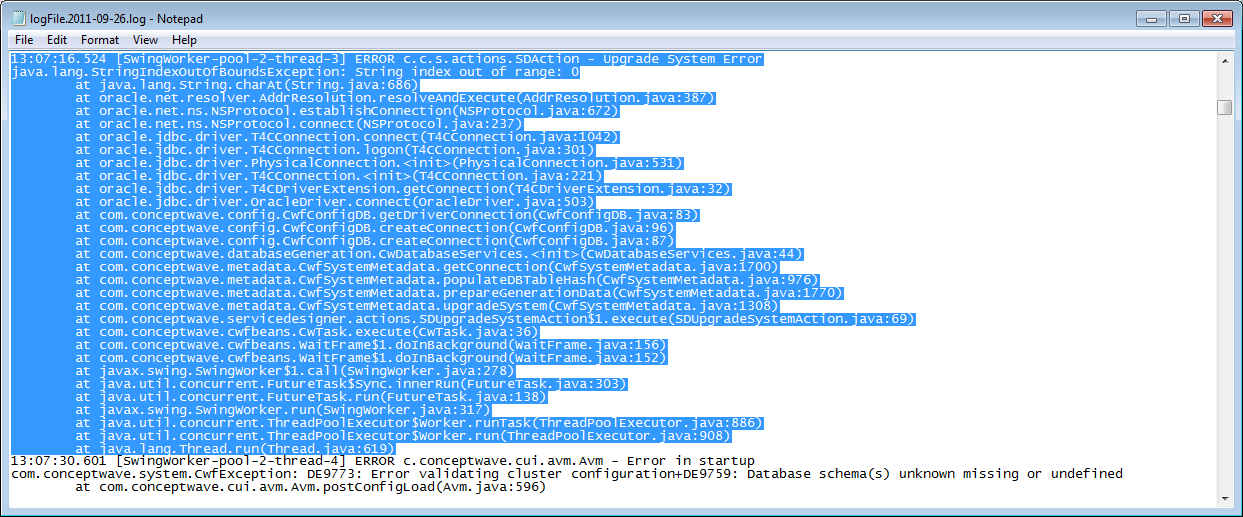 logFile.2011-09-26.log - Notepad
File Edit Format View Help
13:07:16.524 [SwingWorker-pool-2-thread-3] ERROR c.c.s.actions.SDAction - Upgrade System Error
java.lang.StringIndexOutOfBoundsException: String index out of range: 0
at java.lang.String.charAt(String.java:686)
at oracle.net.resolver.AddrResolution.resolveAndExecute(AddrResolution.java:387)
at oracle.net.ns.NSProtocol.establishConnection(NSProtocol.java:672)
at oracle.net.ns.NSProtocol.connect(NSProtocol.java:237)
at oracle.jdbc.driver.T4CConnection.connect(T4CConnection.java:1042)
at oracle.jdbc.driver.T4CConnection.logon(T4CConnection.java:301)
at oracle.jdbc.driver.PhysicalConnection.<init>(PhysicalConnection.java:531)
at oracle.jdbc.driver.T4CConnection.<init>(T4CConnection.java:221)
at oracle.jdbc.driver.T4CDriverExtension.getConnection(T4CDriverExtension.java:32)
at oracle.jdbc.driver.OracleDriver.connect(OracleDriver.java:503)
at com.conceptwave.config.CwfConfigDB.getDriverConnection(CwfConfigDB.java:83)
at com.conceptwave.config.CwfConfigDB.createConnection(CwfConfigDB.java:96)
at com.conceptwave.config.CwfConfigDB.createConnection(CwfConfigDB.java:87)
at com.conceptwave.databaseGeneration.CwDatabaseServices.<init>(CwDatabaseServices.java:44)
at com.conceptwave.metadata.CwfSystemMetadata.getConnection(CwfSystemMetadata.java:1700)
at com.conceptwave.metadata.CwfSystemMetadata.populateDBTableHash(CwfSystemMetadata.java:976)
at com.conceptwave.metadata.CwfSystemMetadata.prepareGenerationData(CwfSystemMetadata.java:1770)
at com.conceptwave.metadata.CwfSystemMetadata.upgradeSystem(CwfSystemMetadata.java:1308)
at com.conceptwave.servicedesigner.actions.SDUpgradeSystemAction$1.execute(SDUpgradeSystemAction.java:69)
at com.conceptwave.cwfbeans.CwTask.execute(CwTask.java:36)
at com.conceptwave.cwfbeans.WaitFrame$1.doInBackground(WaitFrame.java:156)
at com.conceptwave.cwfbeans.WaitFrame$1.doInBackground(WaitFrame.java:152)
at javax.swing.SwingWorker$1.call(SwingWorker.java:278)
at java.util.concurrent.FutureTask$Sync.innerRun(FutureTask.java:303)
at java.util.concurrent.FutureTask.run(FutureTask.java:138)
at javax.swing.SwingWorker.run(SwingWorker.java:317)
at java.util.concurrent.ThreadPoolExecutor$Worker.runTask(ThreadPoolExecutor.java:886)
at java.util.concurrent.ThreadPoolExecutor$Worker.run(ThreadPoolExecutor.java:908)
at java.lang.Thread.run(Thread.java:619)
13:07:30.601 [SwingWorker-pool-2-thread-4] ERROR c.conceptwave.cui.avm.Avm - Error in startup
com.conceptwave.system.CwfException: DE9773: Error validating cluster configuration+DE9759: Database schema(s) unknown missing or undefined
at com.conceptwave.cui.avm.Avm.postConfigLoad(Avm.java:596)